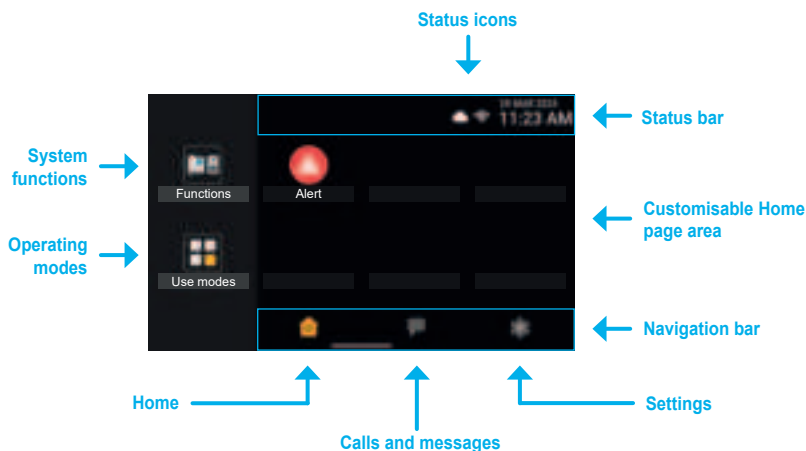 Status icons
11:23 AM
Status bar
System
functions
Functions
Alert
Customisable Home
page area
Operating
modes
Use modes
Navigation bar
Home
Settings
Calls and messages